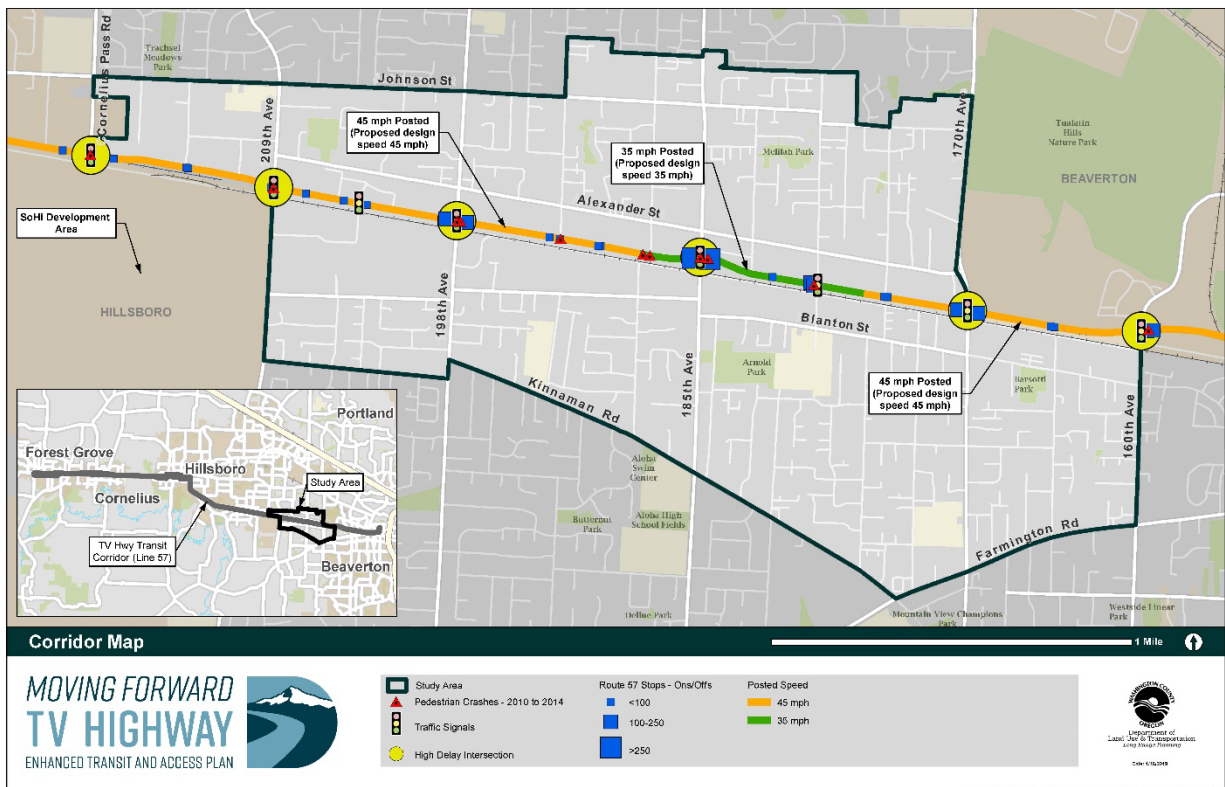 Cornelius Pass Rd
Trachsel
Meadows
Park
Johnson St
209th Ave
45 mph Posted
(Proposed design
speed 45 mph)
35 mph Posted
(Proposed design
speed 35 mph)
Melilah Park
170th Ave
Tualatin
Hills
Nature Park
BEAVERTON
SoHI Development
Area
Alexander St
HILLSBORO
198th Ave
185th Ave
Blanton St
Arnold
Park
45 mph Posted
(Proposed design
speed 45 mph)
Barsotti
Park
160th Ave
Kinnaman Rd
Aloha
Swim
Center
Butternut
Park
Aloha High
School Fields
Farmington Rd
Deline Park
Mountain View Champions
Park
Westside Linear
Park
Portland
Forest Grove
Hillsboro
Study Area
Cornelius
TV Hwy Transit
Corridor (Line 57)
Beaverton
Corridor Map
1 Mile
MOVING FORWARD
TV HIGHWAY
ENHANCED TRANSIT AND ACCESS PLAN
Study Area
Pedestrian Crashes - 2010 to 2014
Traffic Signals
High Delay Intersection
Route 57 Stops - Ons/Offs
<100
100-250
>250
Posted Speed
45 mph
35 mph
WASHINGTON COUNTY
OREGON
Department of
Land Use & Transportation
Long Range Planning